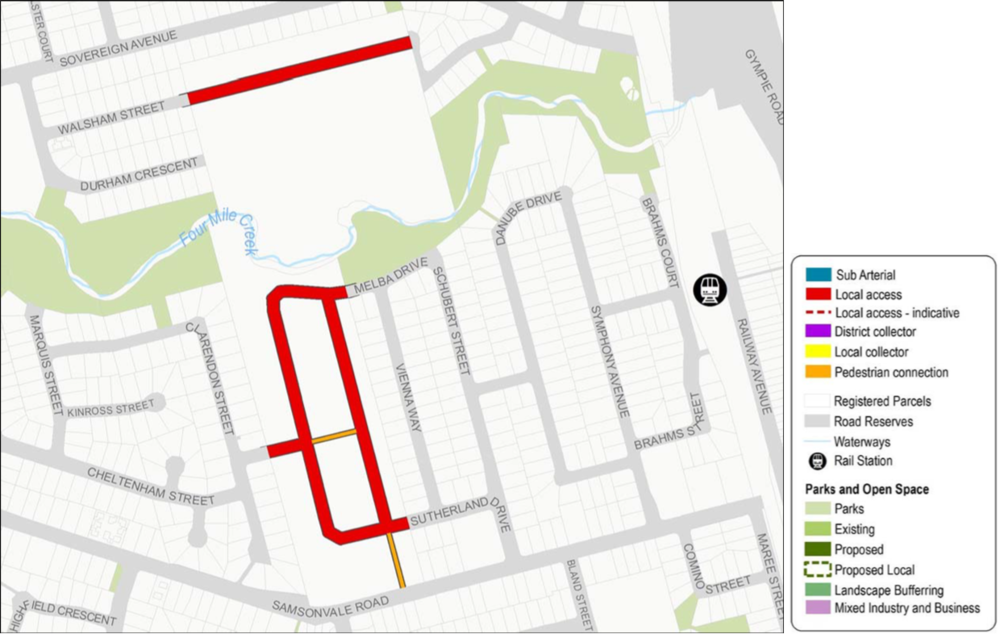 STER COURT
SOVEREIGN AVENUE
GYMPIE ROAD
WALSHAM STREET
DURHAM CRESCENT
Four Mile Creek
DANUBE DRIVE
BRAHMS COURT
MELBA DRIVE
SCHUBERT STREET
MARQUIS STREET
CLARENDON STREET
SYMPHONY AVENUE
RAILWAY AVENUE
VIENNA WAY
KINROSS STREET
BRAHMS STREET
CHELTENHAM STREET
SUTHERLAND DRIVE
COMINO STREET
MAREE STREET
BLAND STREET
SAMSONVALE ROAD
HIGHFIELD CRESCENT
Sub Arterial
Local access
Local access - indicative
District collector
Local collector
Pedestrian connection
Registered Parcels
Road Reserves
Waterways
Rail Station
Parks and Open Space
Parks
Existing
Proposed
Proposed Local
Landscape Bufferring
Mixed Industry and Business